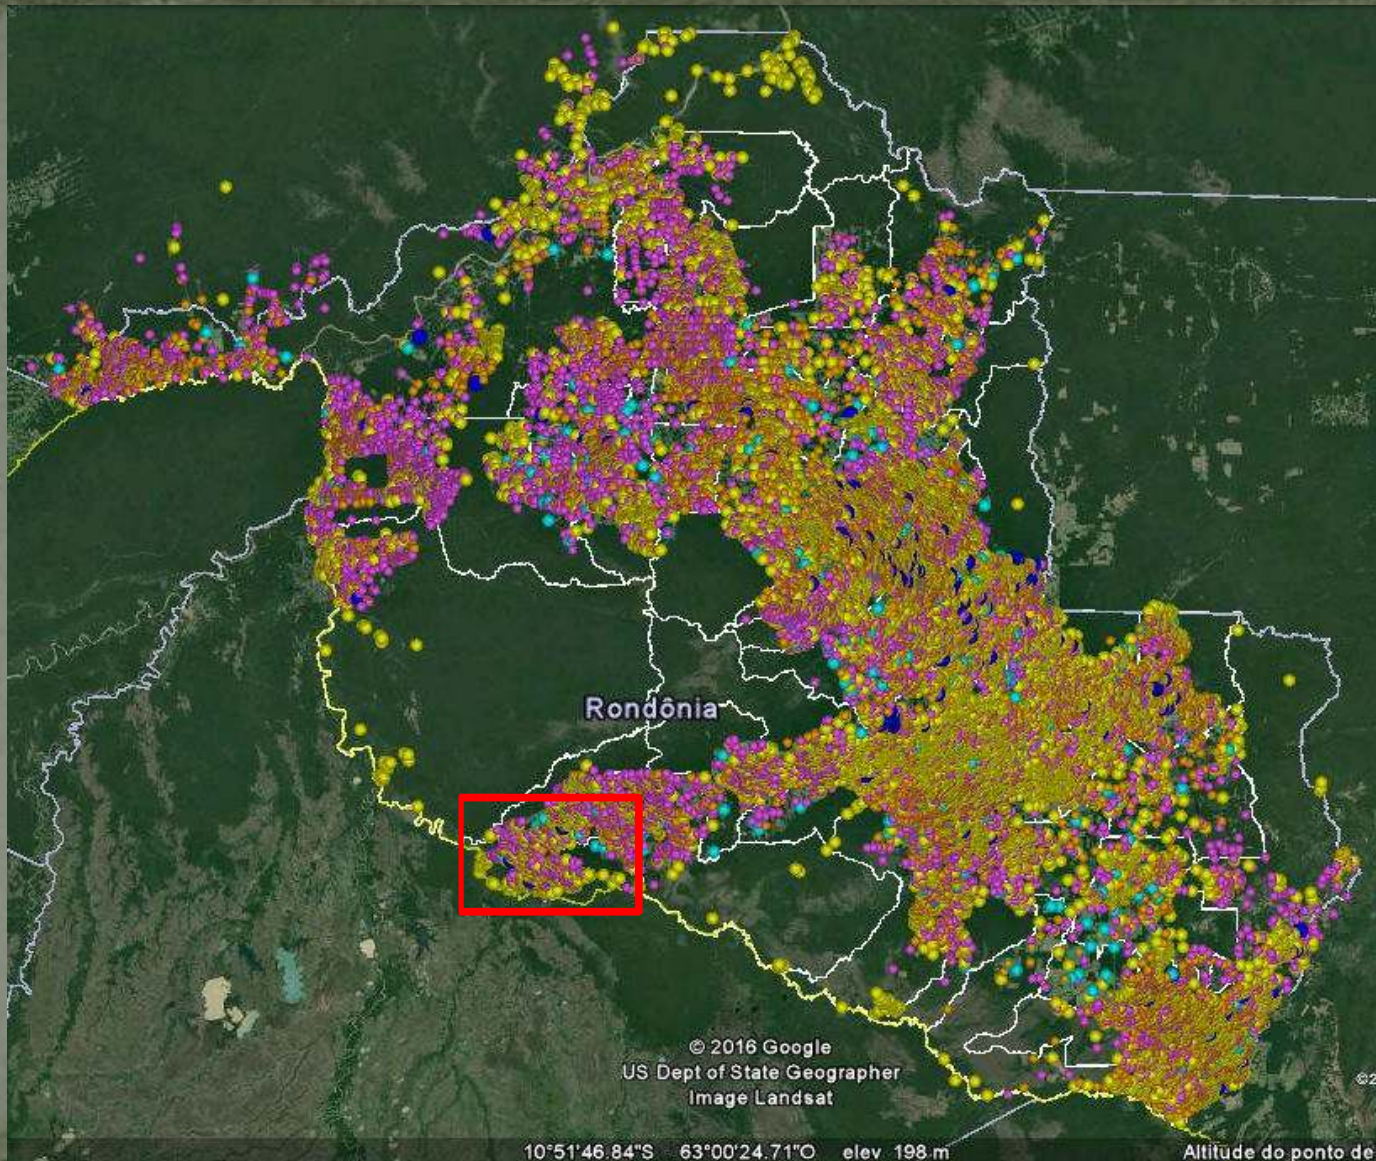 Rondônia
© 2016 Google
US Dept of State Geographer
Image Landsat
©2
10°51'46.84"S 63°00'24.71"O elev 198 m Altitude do ponto de